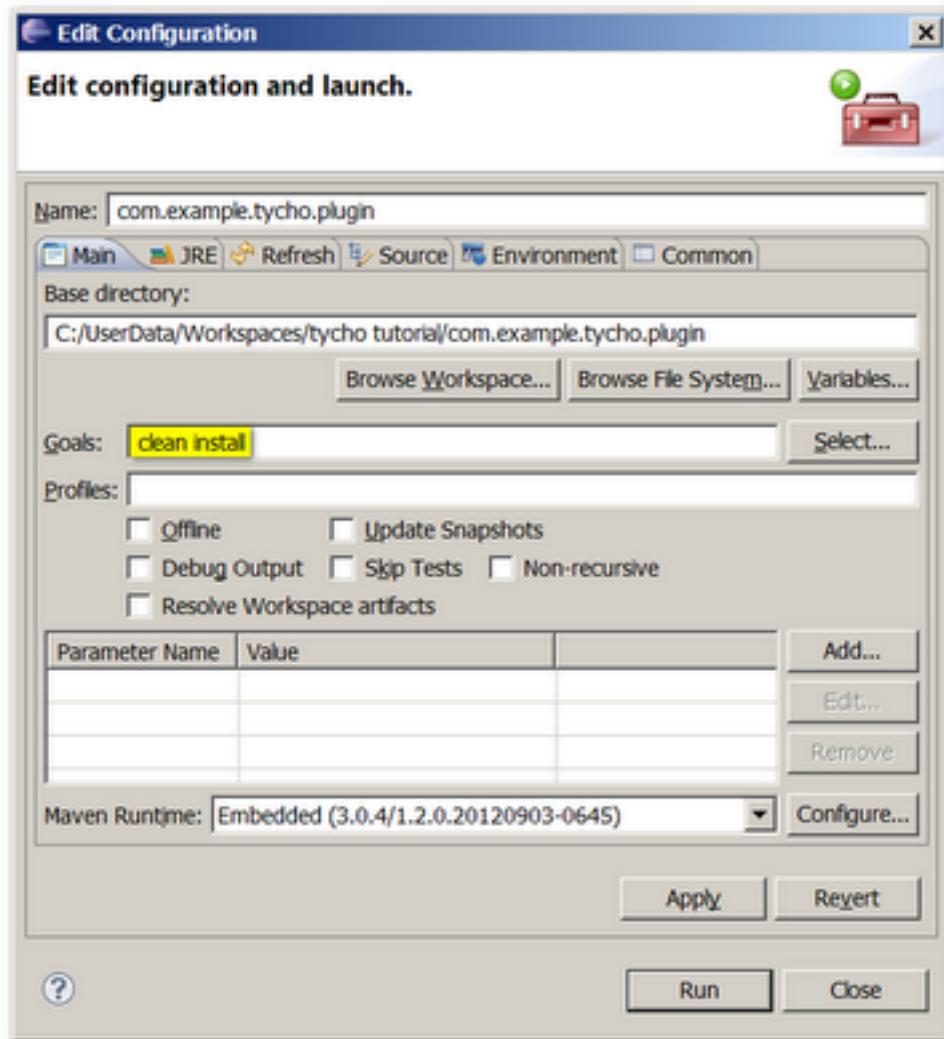 Edit Configuration
Edit configuration and launch.
Name: com.example.tycho.plugin
Main JRE Refresh Source Environment Common
Base directory:
C:/UserData/Workspaces/tycho tutorial/com.example.tycho.plugin
Browse Workspace... Browse File System... Variables...
Goals: clean install Select...
Profiles:
Offline Update Snapshots
Debug Output Skip Tests Non-recursive
Resolve Workspace artifacts
Parameter Name Value Add...
Edit...
Remove
Maven Runtime: Embedded (3.0.4/1.2.0.20120903-0645) Configure...
Apply Revert
? Run Close